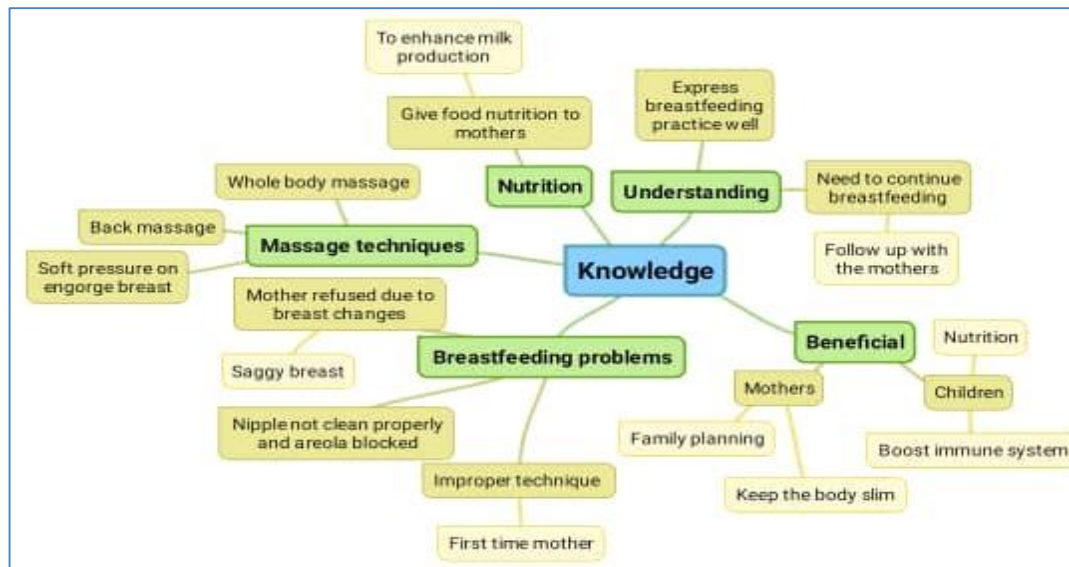 To enhance milk
production
Give food nutrition to
mothers
Nutrition
Express
breastfeeding
practice well
Understanding
Need to continue
breastfeeding
Follow up with
the mothers
Whole body massage
Back massage
Massage techniques
Soft pressure on
engorge breast
Knowledge
Mother refused due to
breast changes
Saggy breast
Breastfeeding problems
Nipple not clean properly
and areola blocked
Improper technique
First time mother
Beneficial
Nutrition
Mothers
Children
Family planning
Boost immune system
Keep the body slim